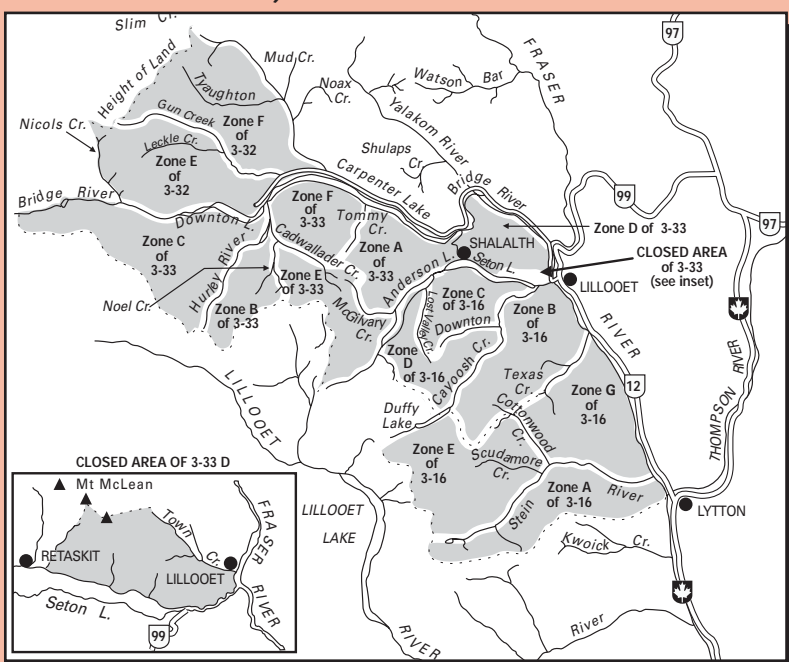 Slim Cr.
Height of Land
Mud Cr.
Tyaughton
Noax
Cr.
Watson Bar
FRASER
97
Gun Creek
Zone F
of
3-32
Nicols Cr.
Leckle Cr.
Zone E
of
3-32
Yalakom River
Shulaps
Cr.
Carpenter Lake
Bridge River
99
97
Bridge River
Downton L.
Zone F
of
3-33
Tommy
Cr.
Zone D of 3-33
SHALALTH
Zone C
of
3-33
Cadwallader Cr.
Zone A
of
3-33
Anderson L.
Seton L.
CLOSED AREA
of 3-33
(see inset)
LILLOOET
Hurley River
Noel Cr.
Zone E
of 3-33
Zone B
of
3-33
McGilvary
Cr.
Lost Valley Cr.
Zone C
of 3-16
Downton
Zone B
of
3-16
RIVER
Zone
D
of 3-16
Cayoosh Cr.
Texas
Cr.
12
THOMPSON RIVER
LILLOOET
Duffy
Lake
Cottonwood
Cr.
Zone G
of
3-16
Zone E
of
3-16
Scudamore
Cr.
Zone A
of 3-16
River
Stein
LYTTON
LILLOOET
LAKE
Kwoick Cr.
River
RIVER
CLOSED AREA OF 3-33 D
Mt McLean
Town
Cr.
FRASER
RIVER
RETASKIT
LILLOOET
Seton L.
99